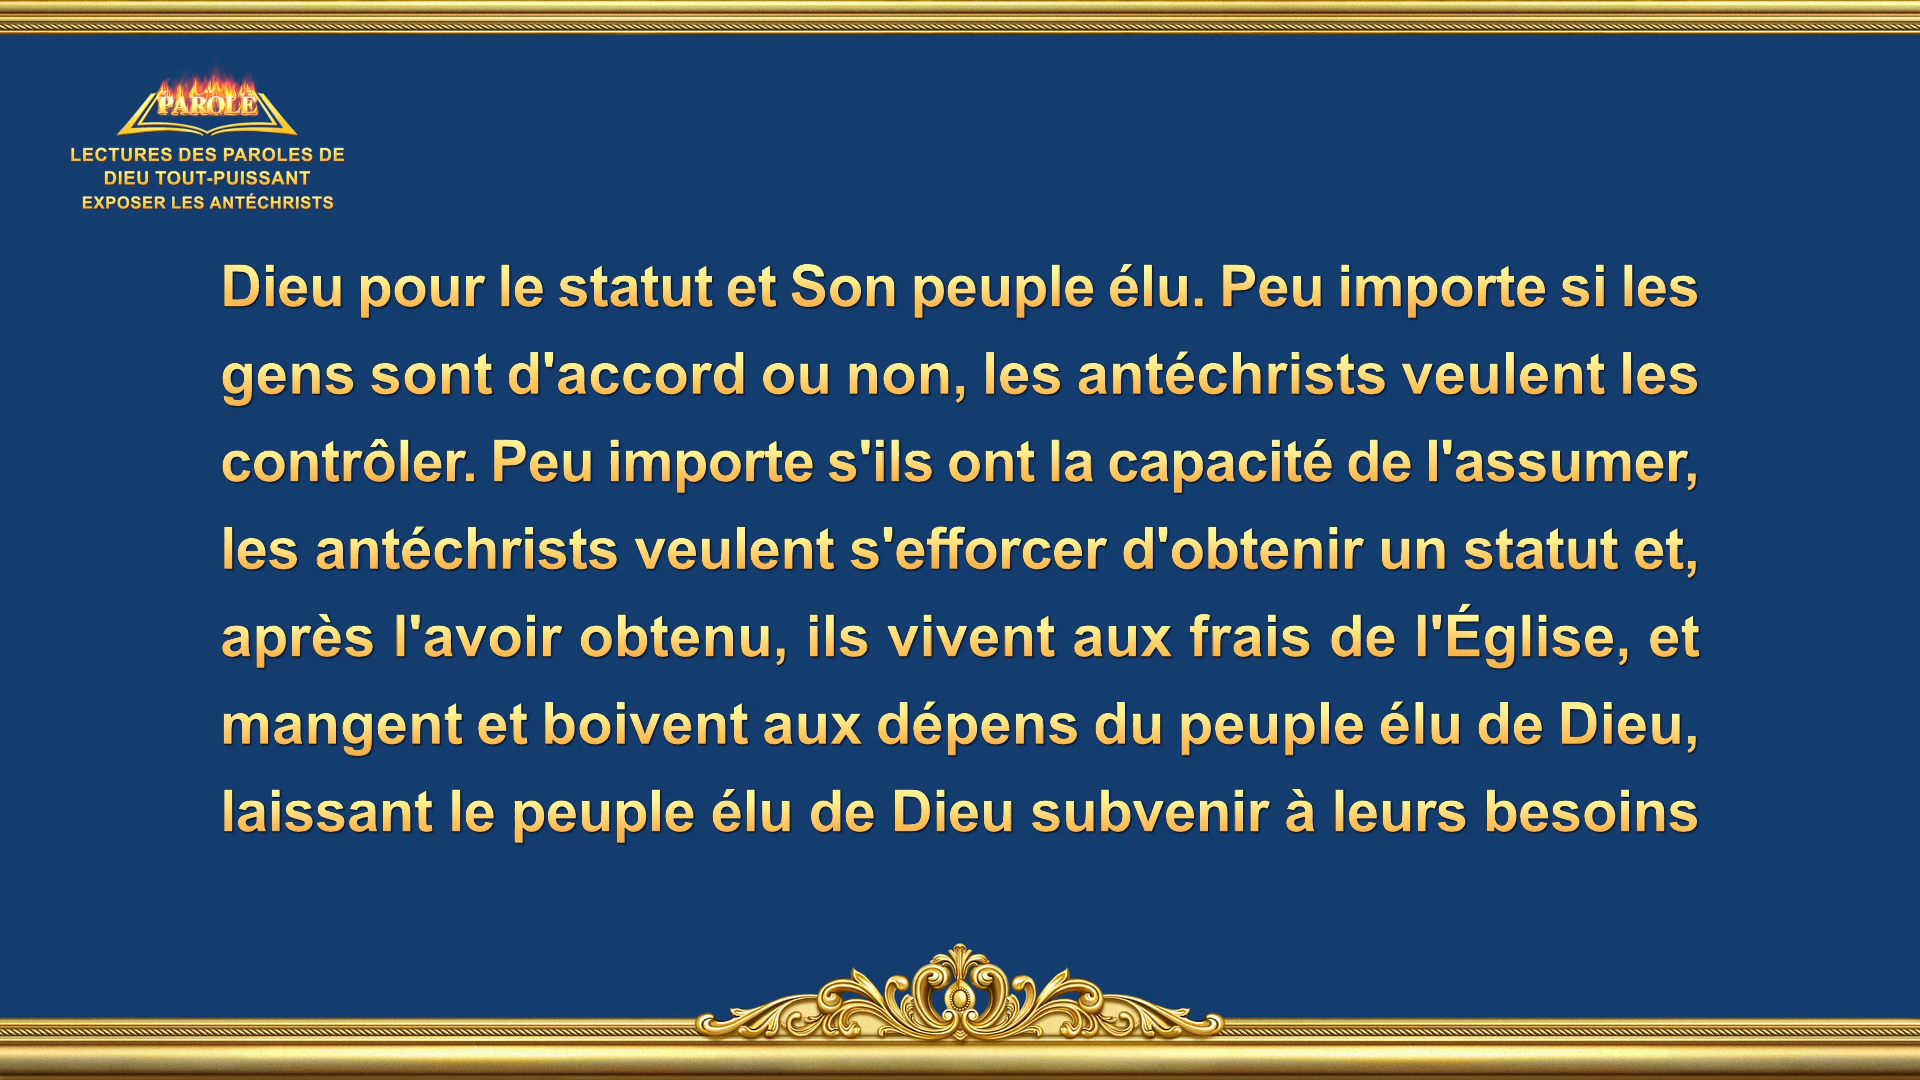 PAROLE
LECTURES DES PAROLES DE
DIEU TOUT-PUISSANT
EXPOSER LES ANTÉCHRISTS
Dieu pour le statut et Son peuple élu. Peu importe si les
gens sont d'accord ou non, les antéchrists veulent les
contrôler. Peu importe s'ils ont la capacité de l'assumer,
les antéchrists veulent s'efforcer d'obtenir un statut et,
après l'avoir obtenu, ils vivent aux frais de l'Église, et
mangent et boivent aux dépens du peuple élu de Dieu,
laissant le peuple élu de Dieu subvenir à leurs besoins